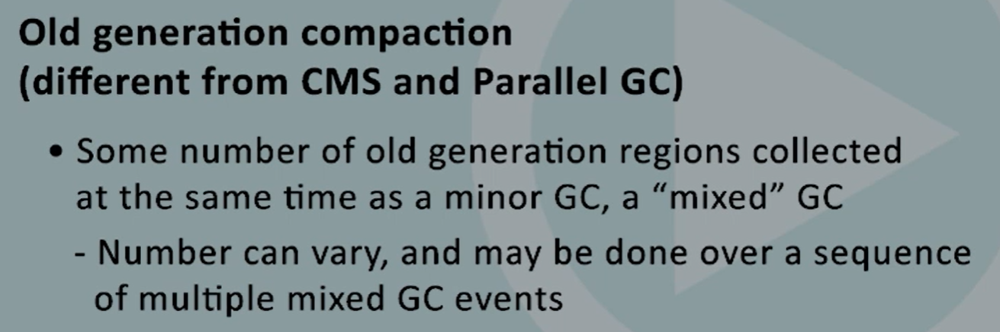 Old generation compaction
(different from CMS and Parallel GC)
• Some number of old generation regions collected
at the same time as a minor GC, a “mixed” GC
- Number can vary, and may be done over a sequence
of multiple mixed GC events